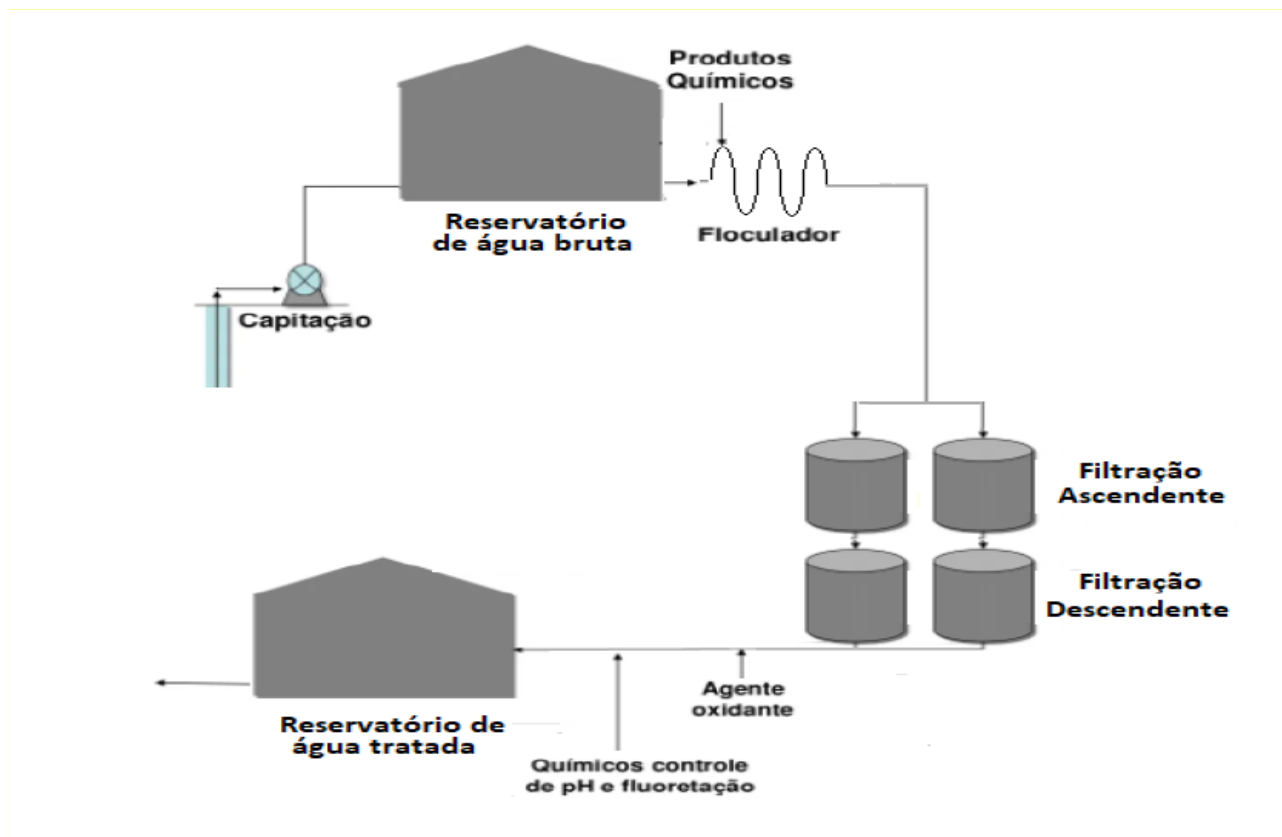 Produtos
Químicos
Reservatório
de água bruta
Floculador
Capitação
Filtração
Ascendente
Filtração
Descendente
Agente
oxidante
Reservatório de
água tratada
Químicos controle
de pH e fluoretação